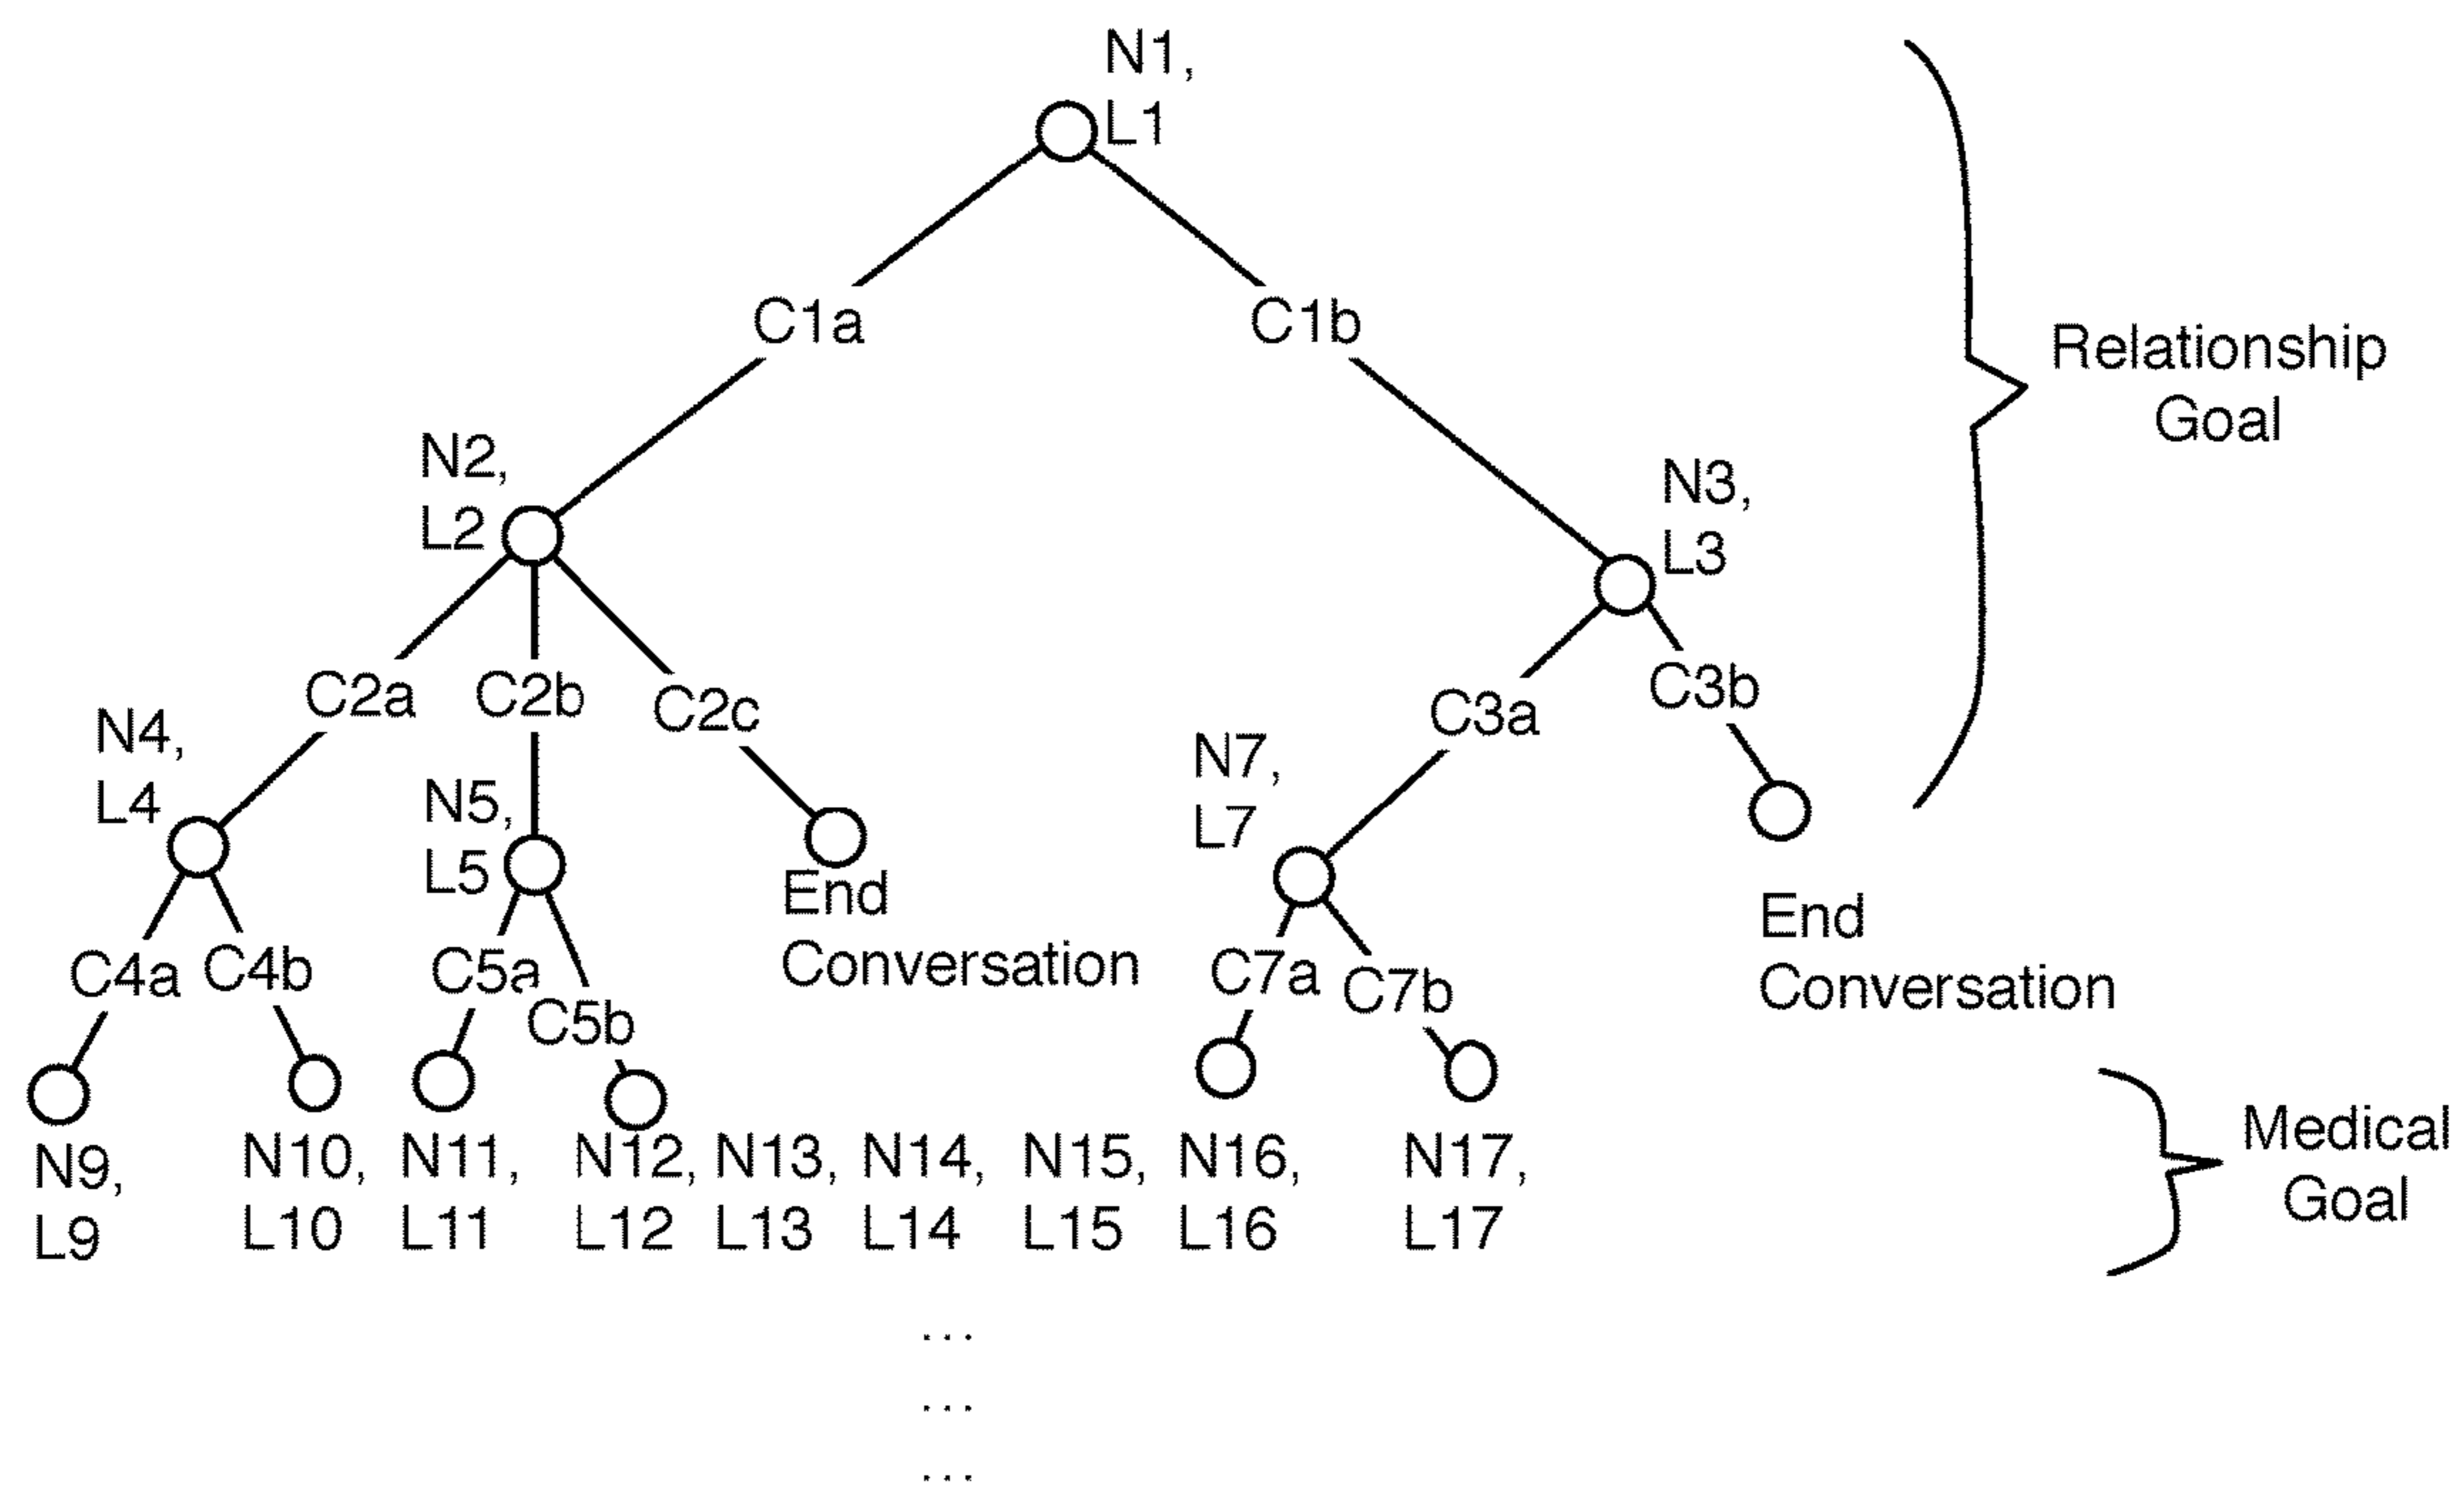 N1,
L1
C1a
C1b
Relationship
Goal
N2,
L2
N3,
L3
C2a
C2b
C2c
C3a
C3b
N4,
L4
N5,
L5
N7,
L7
End
Conversation
End
Conversation
C4a
C4b
C5a
C5b
C7a
C7b
Medical
Goal
N9,
L9
N10,
L10
N11,
L11
N12,
L12
N13,
L13
N14,
L14
N15,
L15
N16,
L16
N17,
L17
...
...
...